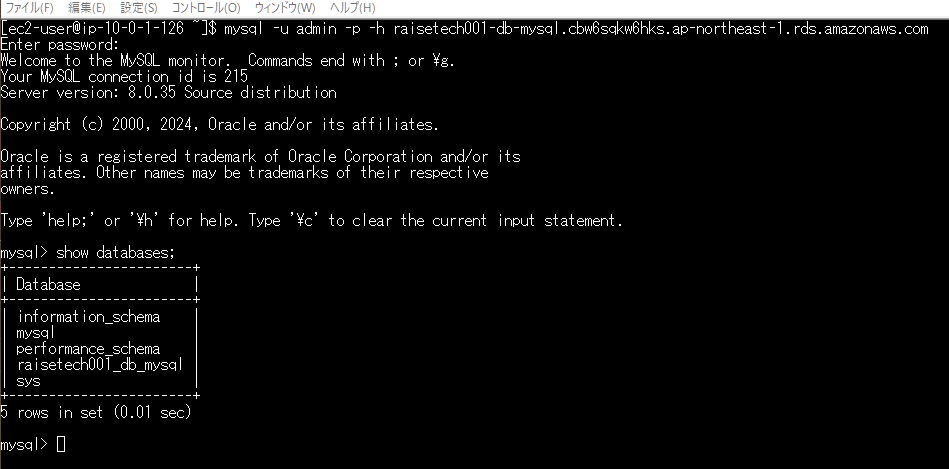 ファイル(F) 編集(E) 設定(S) コントロール(O) ウィンドウ(W) ヘルプ(H)
[ec2-user@ip-10-0-1-126 ~]$ mysql -u admin -p -h raisetech001-db-mysql.cbw6sqkw6hks.ap-northeast-1.rds.amazonaws.com
Enter password:
Welcome to the MySQL monitor.  Commands end with ; or ¥g.
Your MySQL connection id is 215
Server version: 8.0.35 Source distribution
Copyright (c) 2000, 2024, Oracle and/or its affiliates.
Oracle is a registered trademark of Oracle Corporation and/or its
affiliates. Other names may be trademarks of their respective
owners.
Type 'help;' or '¥h' for help. Type '¥c' to clear the current input statement.
mysql> show databases;
+-----------------------+
| Database              |
+-----------------------+
| information_schema    |
| mysql                 |
| performance_schema    |
| raisetech001_db_mysql |
| sys                   |
+-----------------------+
5 rows in set (0.01 sec)
mysql>